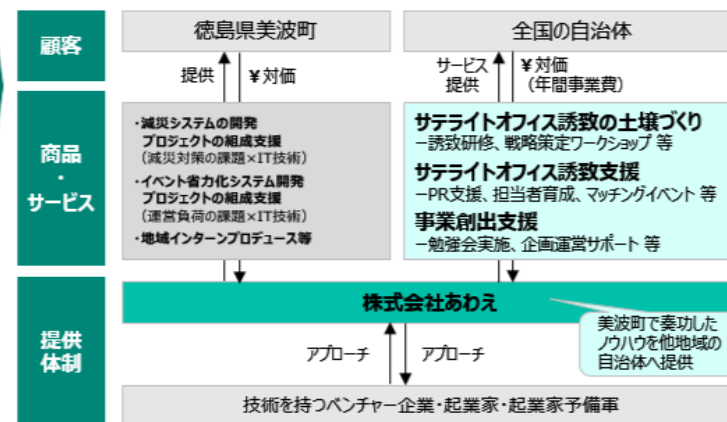 顧客
徳島県美波町
全国の自治体
提供
¥対価
サービス
提供
¥対価
(年間事業費)
商品
・
サービス
・減災システムの開発
プロジェクトの組成支援
(減災対策の課題×IT技術)
・イベント省力化システム開発
プロジェクトの組成支援
(運営負荷の課題×IT技術)
・地域インターンプロデュース等
サテライトオフィス誘致の土壌づくり
－誘致研修、戦略策定ワークショップ 等
サテライトオフィス誘致支援
－PR支援、担当者育成、マッチングイベント 等
事業創出支援
－勉強会実施、企画運営サポート 等
提供
体制
株式会社あわえ
美波町で奏功した
ノウハウを他地域の
自治体へ提供
アプローチ
アプローチ
技術を持つベンチャー企業・起業家・起業家予備軍